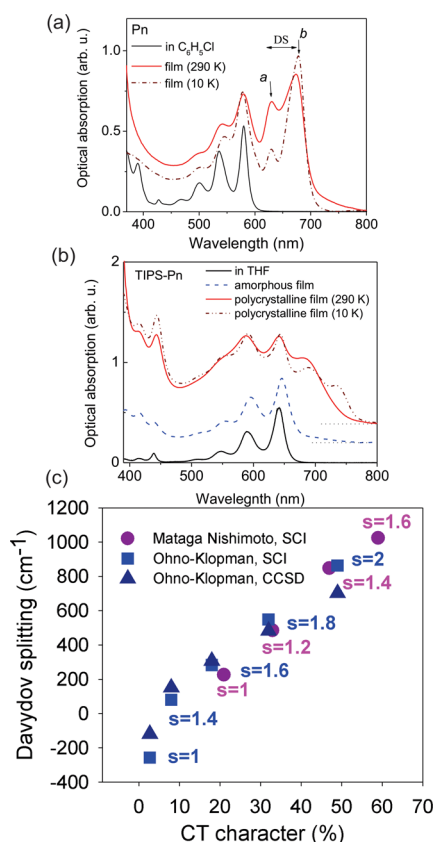 (a)
Pn
in C6H5Cl
film (290 K)
film (10 K)
DS
a
b
Optical absorption (arb. u.)
1.0
0.5
0.0
400 500 600 700 800
Wavelength (nm)
(b)
TIPS-Pn
in THF
amorphous film
polycrystalline film (290 K)
polycrystalline film (10 K)
Optical absorption (arb. u.)
2
1
0
400 500 600 700 800
Wavelegnth (nm)
(c)
Mataga Nishimoto, SCI
Ohno-Klopman, SCI
Ohno-Klopman, CCSD
s=1.6
s=2
s=1.4
s=1.8
s=1.2
s=1.6
s=1
s=1.4
s=1
Davydov splitting (cm⁻¹)
1200
1000
800
600
400
200
0
-200
-400
0 10 20 30 40 50 60 70
CT character (%)